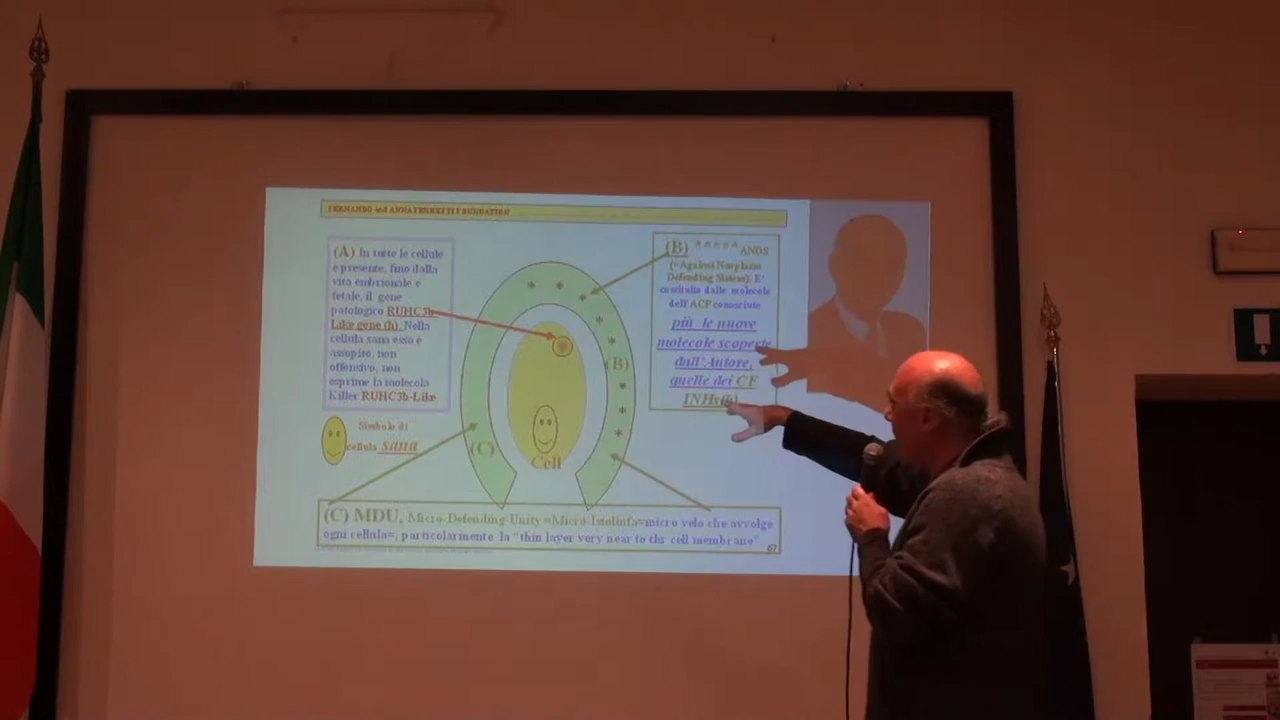 FERNANDO and ANNA FERRETTI FOUNDATION
(A) In tutte le cellule
è presente, fino dalla
vita embrionale e
fetale, il gene
patologico RUHC3b-
Like gene (h). Nella
cellula sana esso è
assopito, non
offensivo, non
esprime la molecola
Killer RUHC3b-Like
Simbolo di
cellula sana
(B) * * * * * ANDS
(=Against Neoplasm
Defending Sistem). E'
costituito dalle molecole
dell'ACP conosciute
più le nuove
molecole scoperte
dall'Autore,
quelle dei CF
INHx(h)
(B)
(C)
Cell
(C) MDU, Micro-Defending-Unity =Micro-Istolinfa=micro velo che avvolge
ogni cellula=, particolarmente la "thin layer very near to the cell membrane"